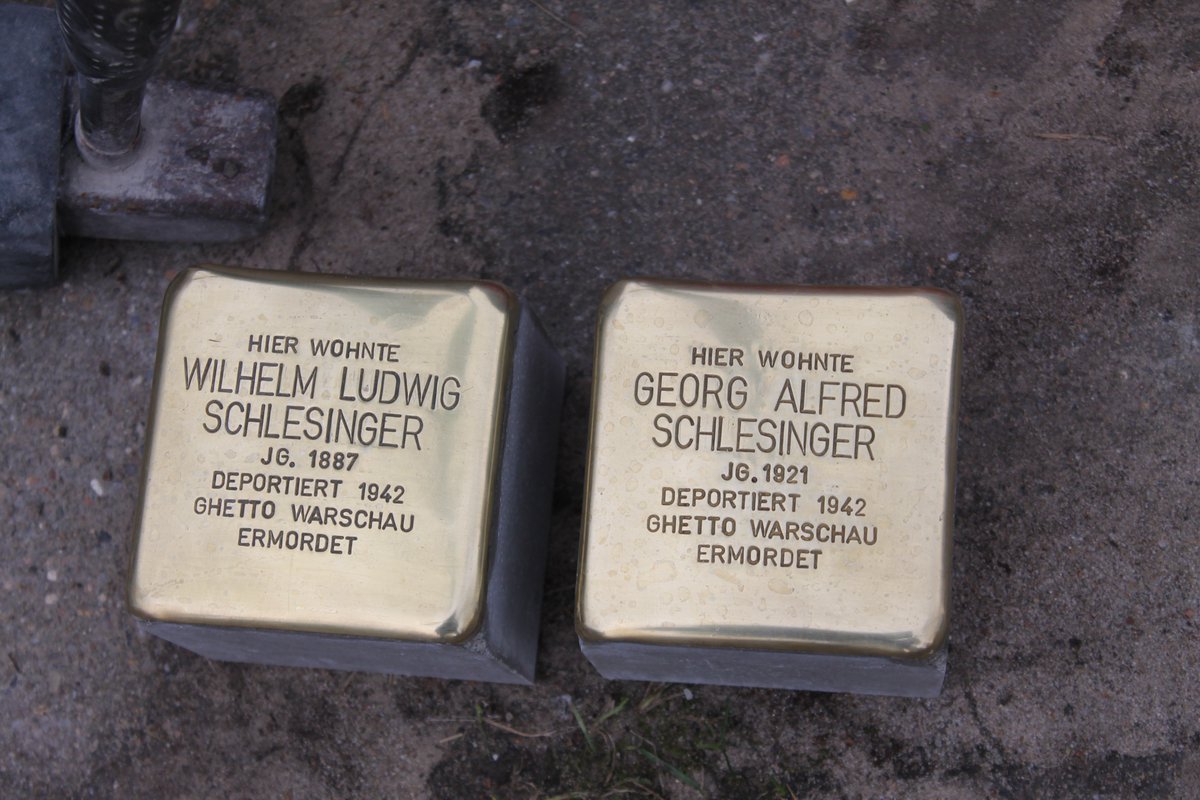 HIER WOHNTE
WILHELM LUDWIG
SCHLESINGER
JG. 1887
DEPORTIERT 1942
GHETTO WARSCHAU
ERMORDET
HIER WOHNTE
GEORG ALFRED
SCHLESINGER
JG. 1921
DEPORTIERT 1942
GHETTO WARSCHAU
ERMORDET